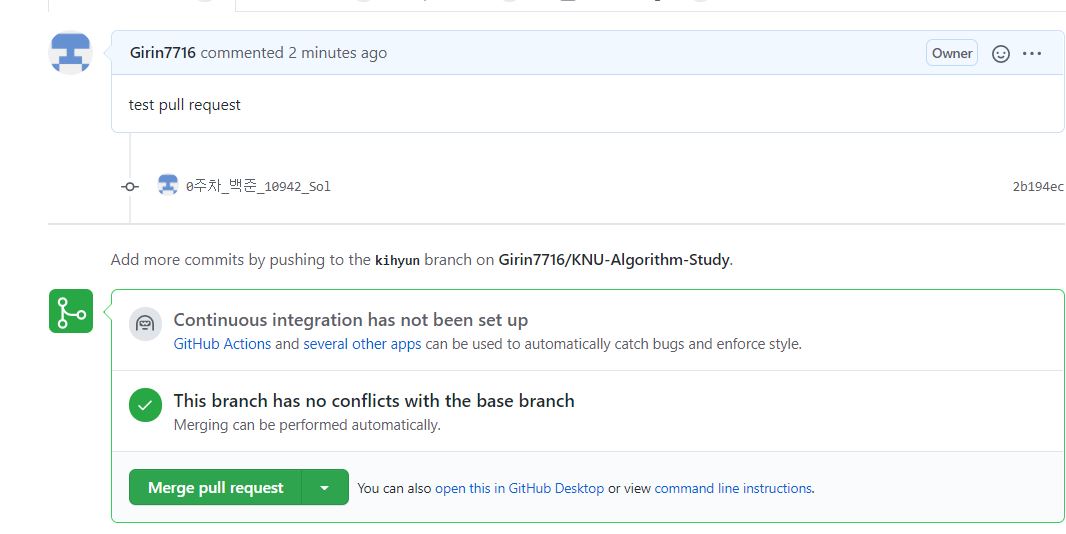 Girin7716 commented 2 minutes ago Owner
test pull request
0주차_백준_10942_Sol 2b194ec
Add more commits by pushing to the kihyun branch on Girin7716/KNU-Algorithm-Study.
Continuous integration has not been set up
GitHub Actions and several other apps can be used to automatically catch bugs and enforce style.
This branch has no conflicts with the base branch
Merging can be performed automatically.
Merge pull request You can also open this in GitHub Desktop or view command line instructions.